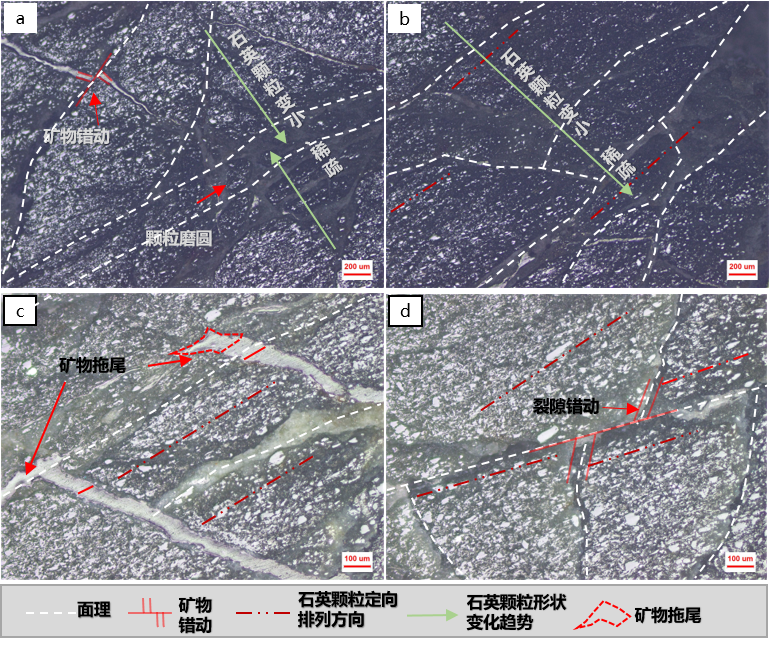 a
石英颗粒变小
稀疏
矿物错动
颗粒磨圆
200 um
b
石英颗粒变小
稀疏
200 um
c
矿物拖尾
100 um
d
裂隙错动
100 um
面理
矿物
错动
石英颗粒定向
排列方向
石英颗粒形状
变化趋势
矿物拖尾